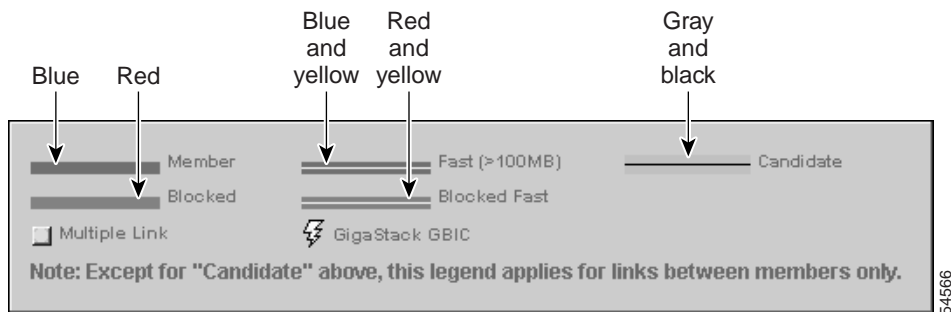 Blue
Red
Blue
and
yellow
Red
and
yellow
Gray
and
black
Member
Fast (>100MB)
Candidate
Blocked
Blocked Fast
Multiple Link
GigaStack GBIC
Note: Except for "Candidate" above, this legend applies for links between members only.
54566